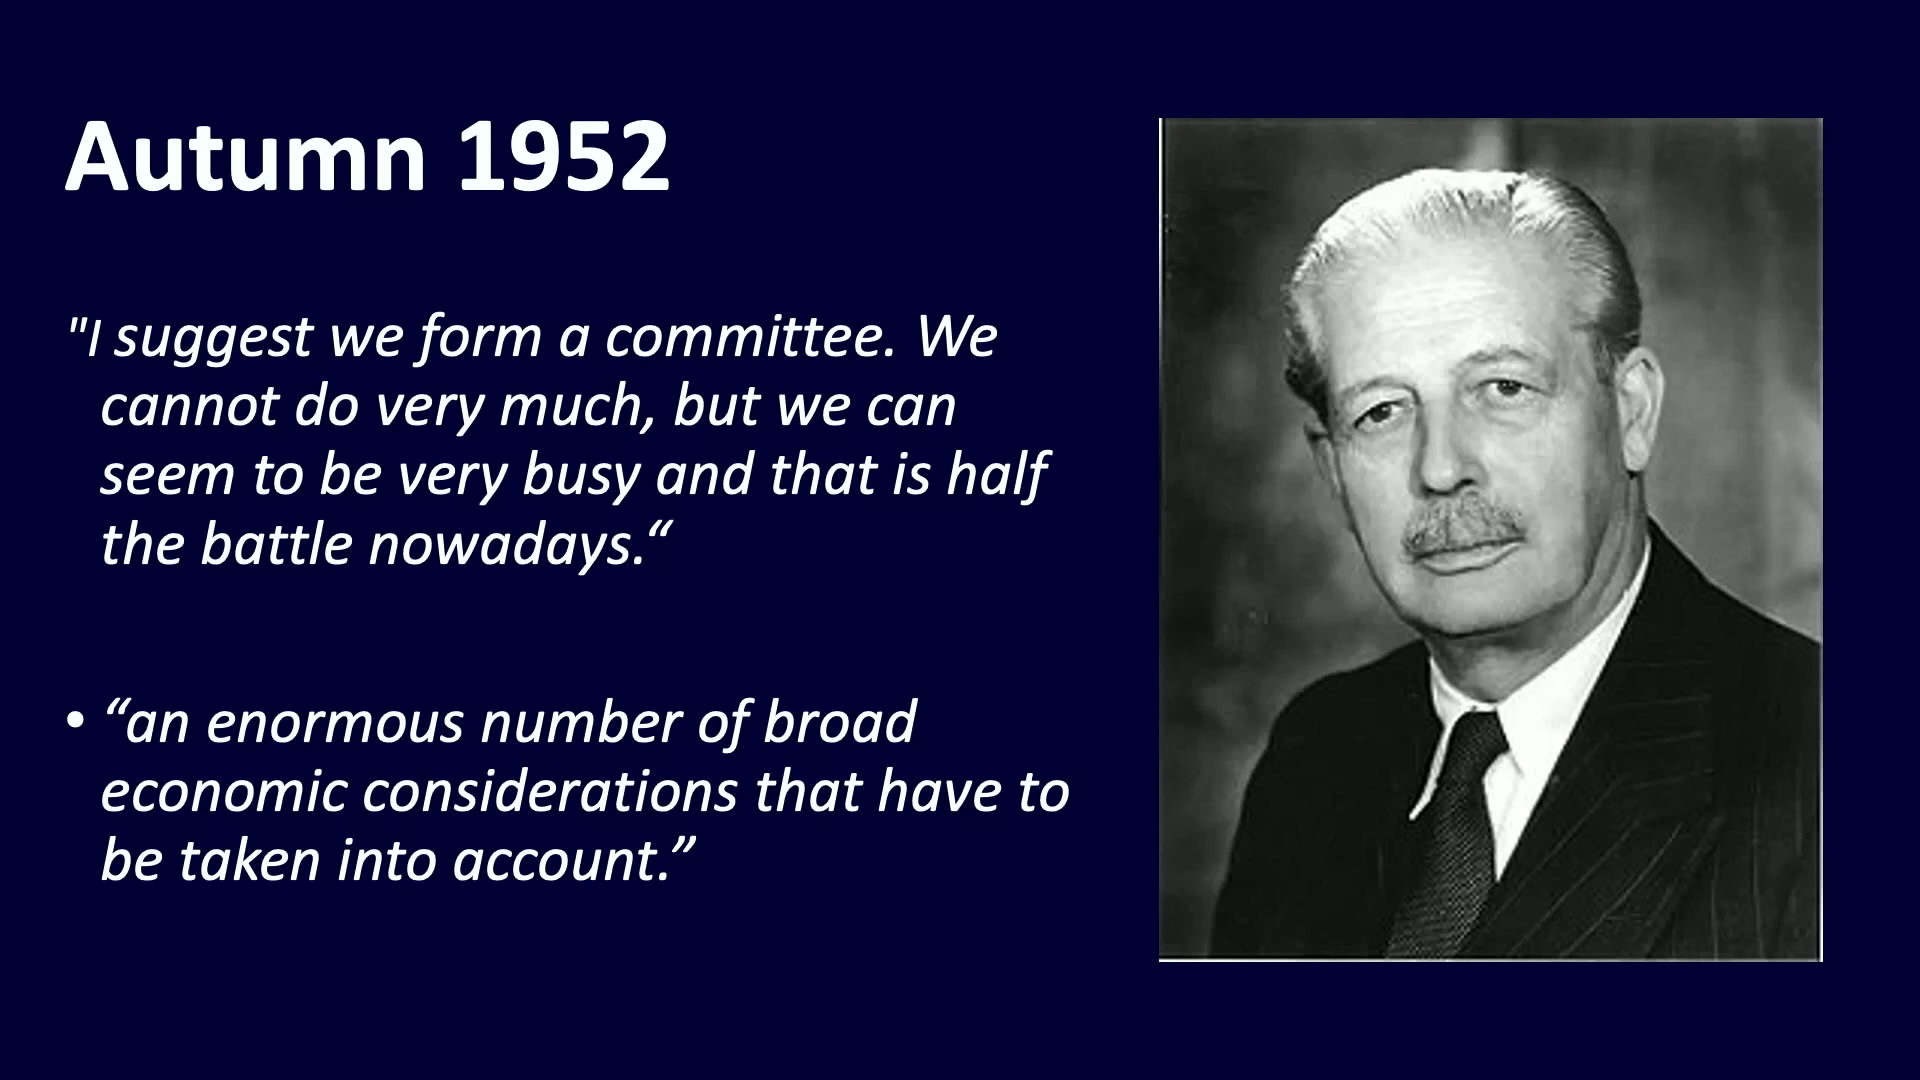 Autumn 1952
"I suggest we form a committee. We
cannot do very much, but we can
seem to be very busy and that is half
the battle nowadays.“
• “an enormous number of broad
economic considerations that have to
be taken into account.”